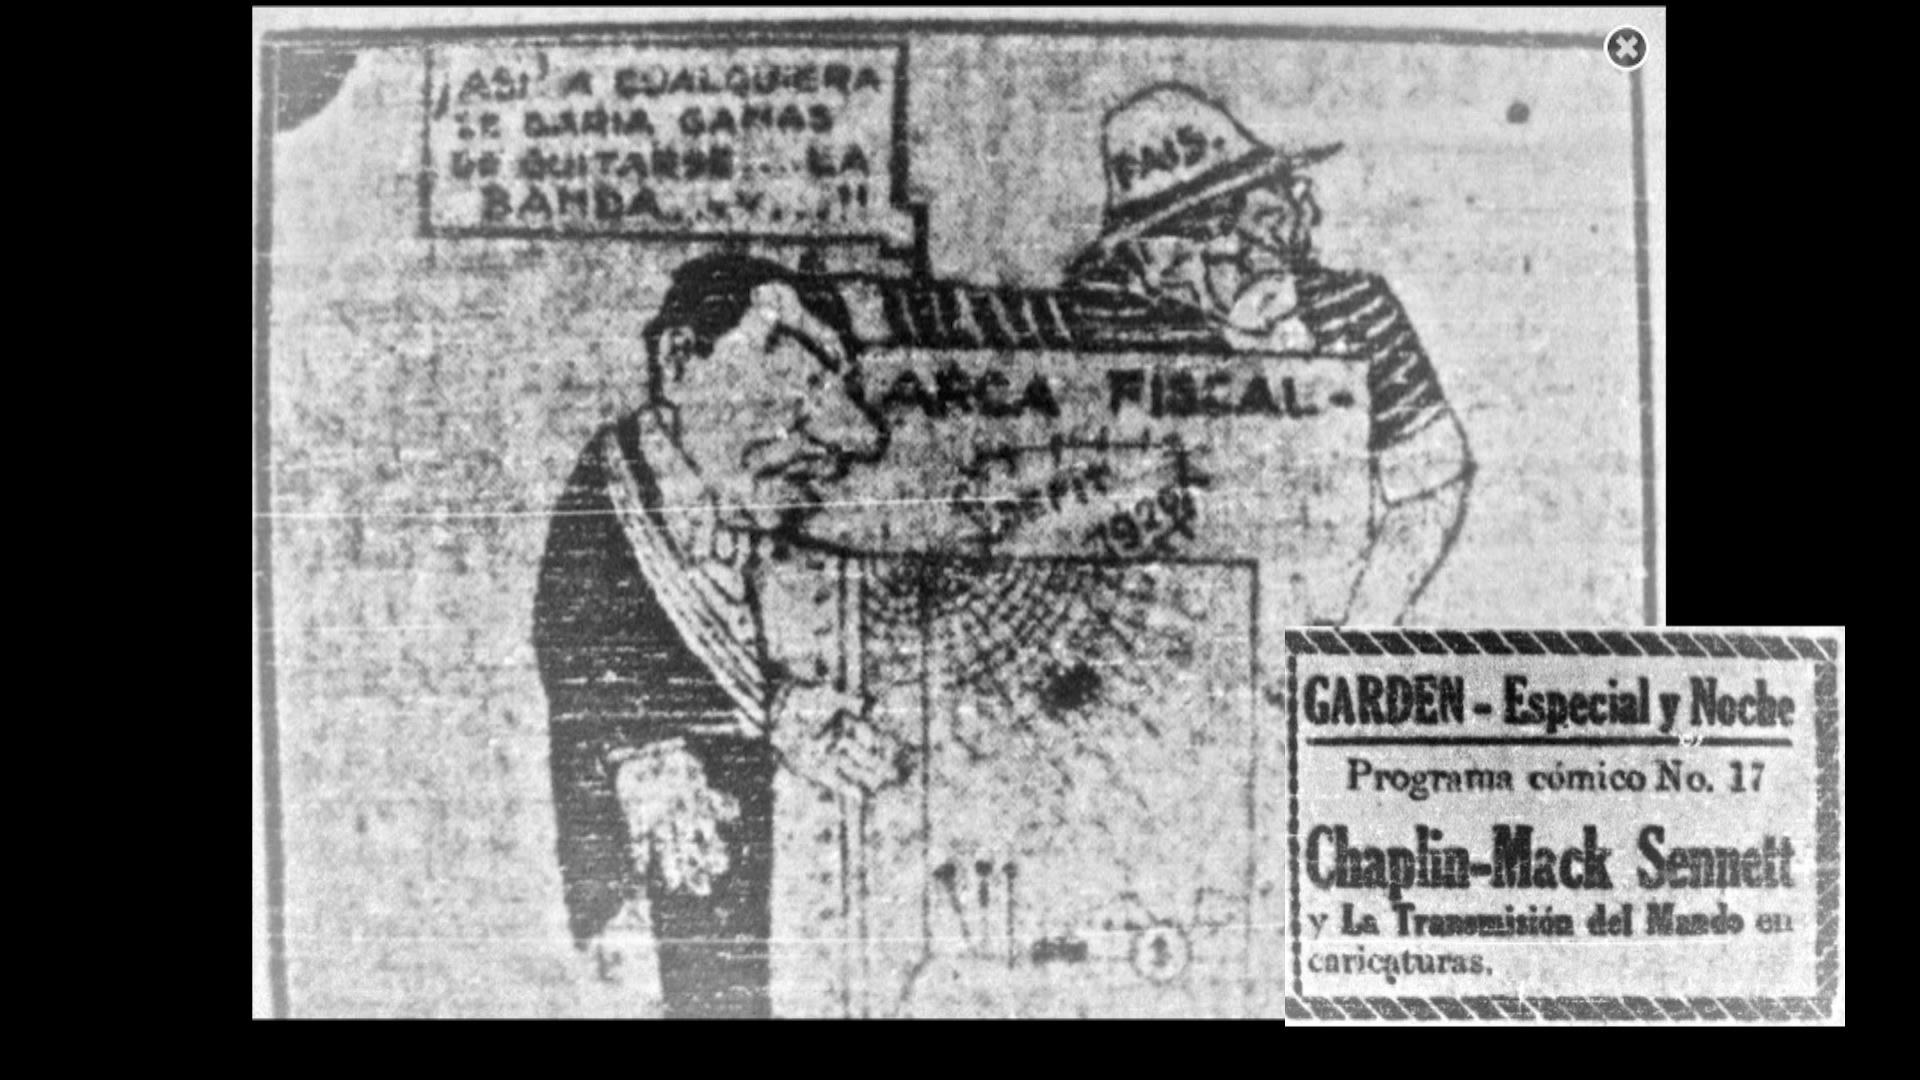 ¡ASI' A CUALQUIERA
LE DARIA GANAS
DE QUITARSE.... LA
BANDA...Y...!!
PAIS.
ARCA FISCAL-
1920
GARDEN - Especial y Noche
Programa cómico No. 17
Chaplin-Mack Sennett
y La Transmisión del Mando en
caricaturas.